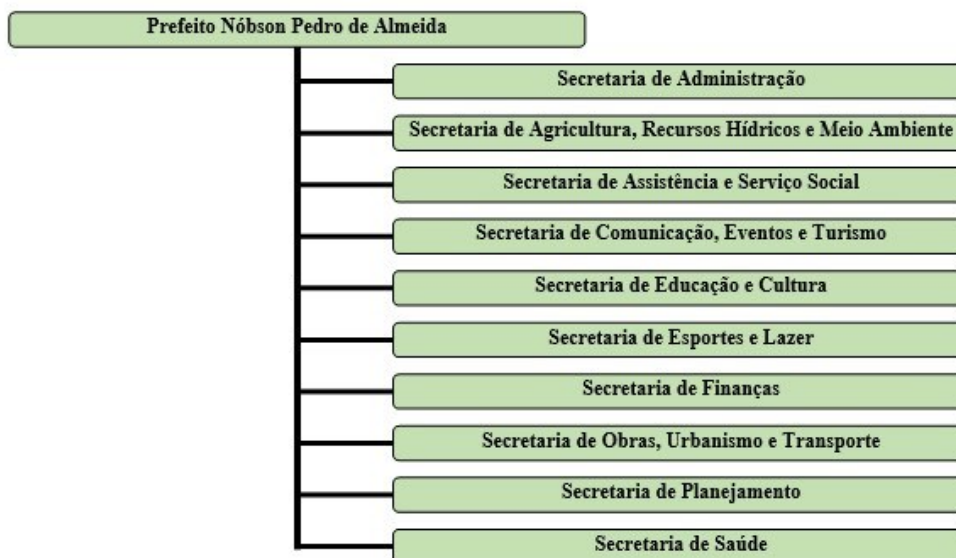 Prefeito Nóbson Pedro de Almeida
Secretaria de Administração
Secretaria de Agricultura, Recursos Hídricos e Meio Ambiente
Secretaria de Assistência e Serviço Social
Secretaria de Comunicação, Eventos e Turismo
Secretaria de Educação e Cultura
Secretaria de Esportes e Lazer
Secretaria de Finanças
Secretaria de Obras, Urbanismo e Transporte
Secretaria de Planejamento
Secretaria de Saúde